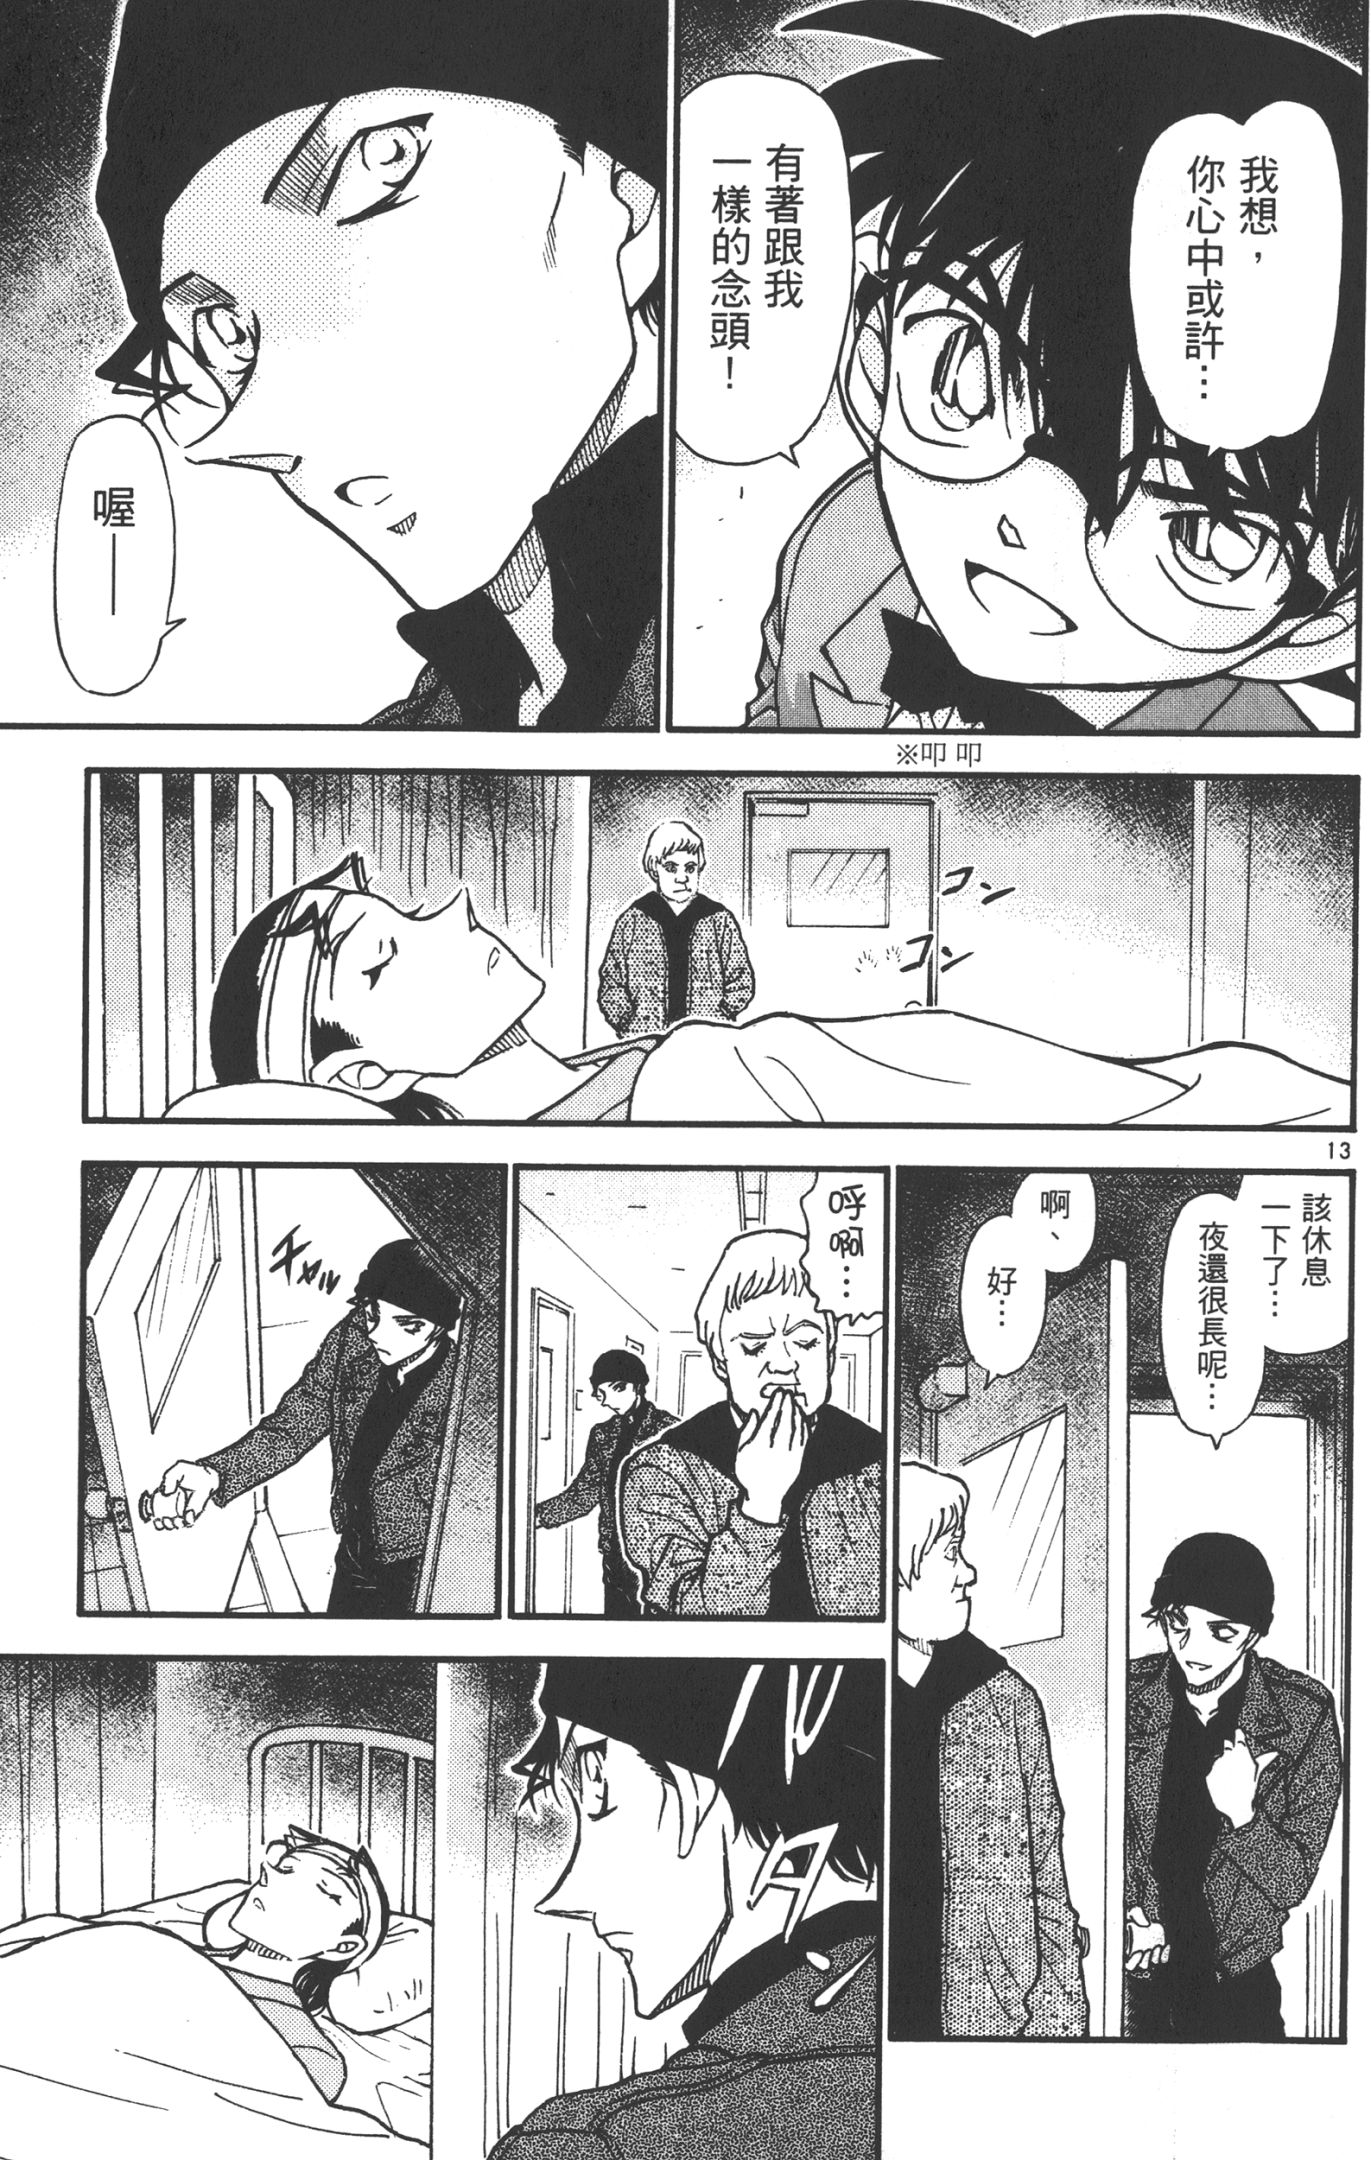 我想，
你心中或許…
有著跟我
一樣的念頭！
喔——
※叩叩
コン
コン
13
該休息
一下了…
夜還很長呢…
啊、
好…
呼啊…
チャッ